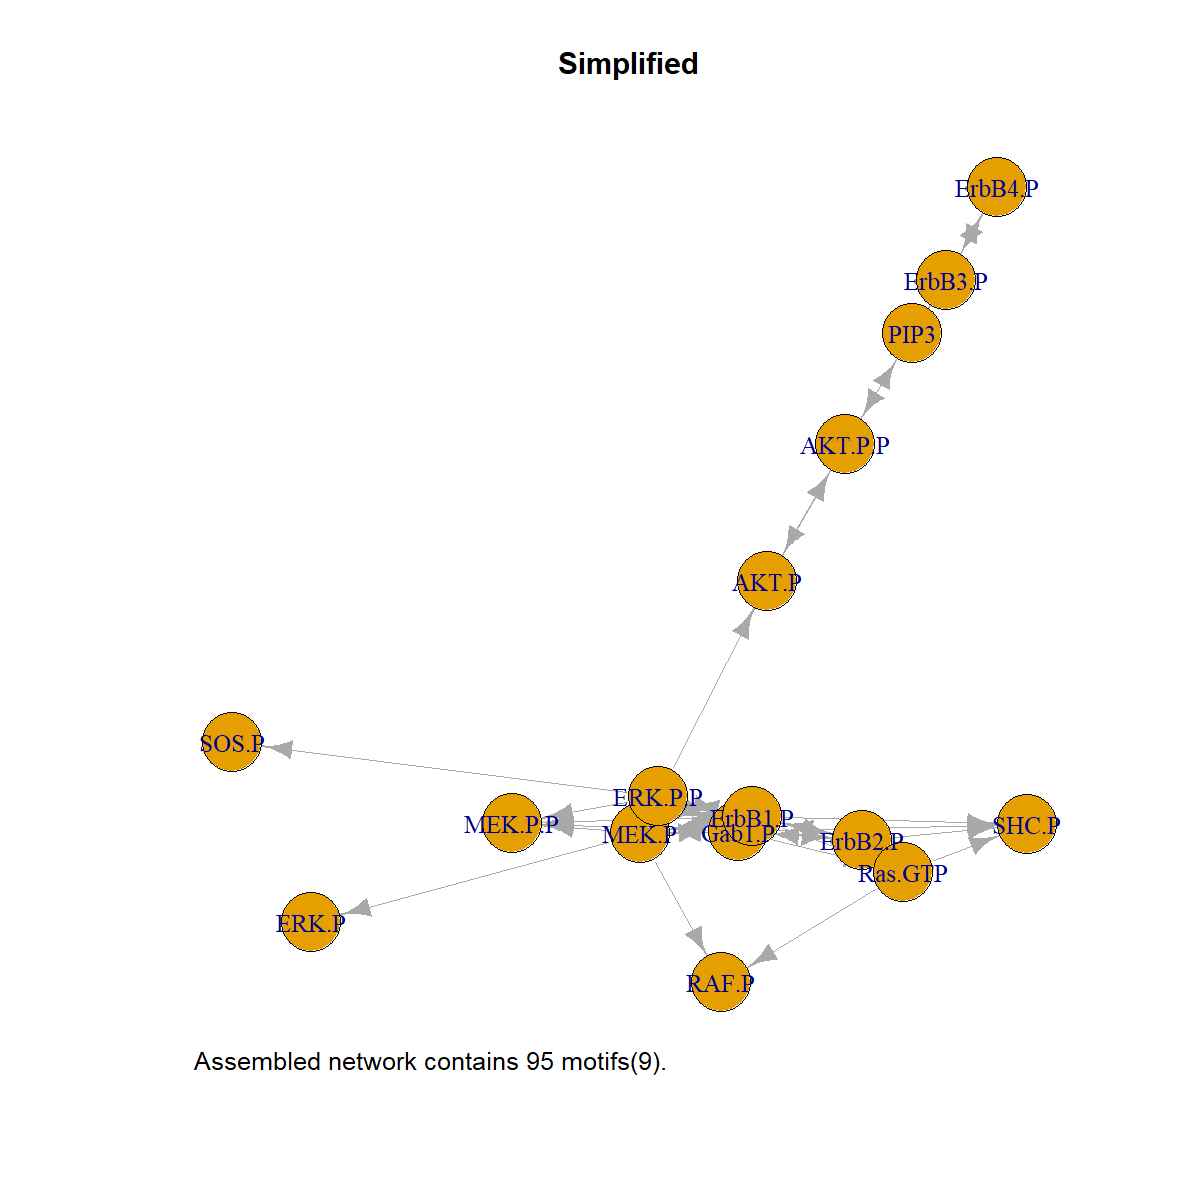 Simplified
ErbB4.P
ErbB3.P
PIP3
AKT.P.P
AKT.P
SOS.P
ERK.P.P
ErbB1.P
MEK.P.P
MEK.P
Gab1.P
ErbB2.P
SHC.P
Ras.GTP
ERK.P
RAF.P
Assembled network contains 95 motifs(9).